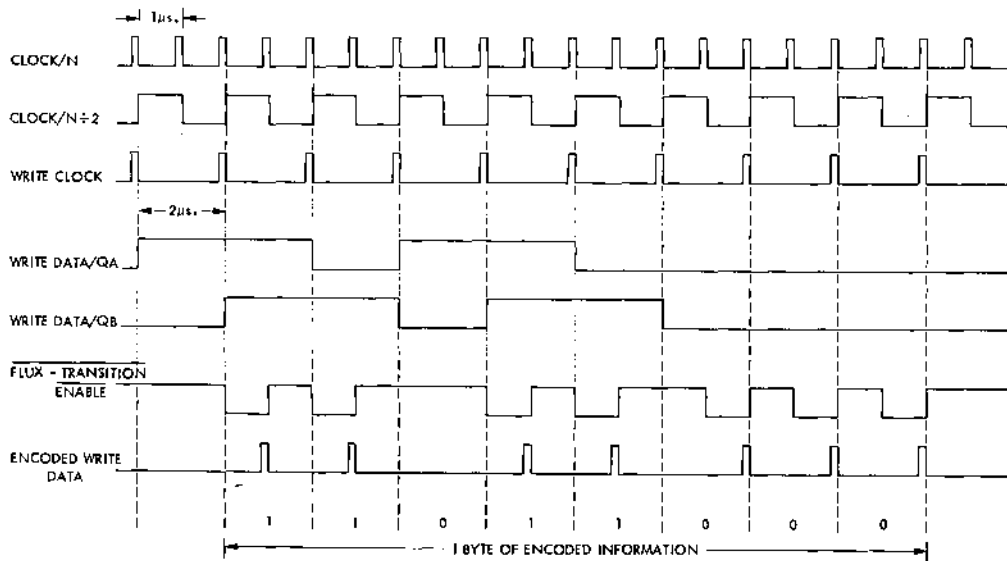 1μs.
CLOCK/N
CLOCK/N÷2
WRITE CLOCK
2μs.
WRITE DATA/QA
WRITE DATA/QB
FLUX - TRANSITION
ENABLE
ENCODED WRITE
DATA
1 1 0 1 1 0 0 0
1 BYTE OF ENCODED INFORMATION